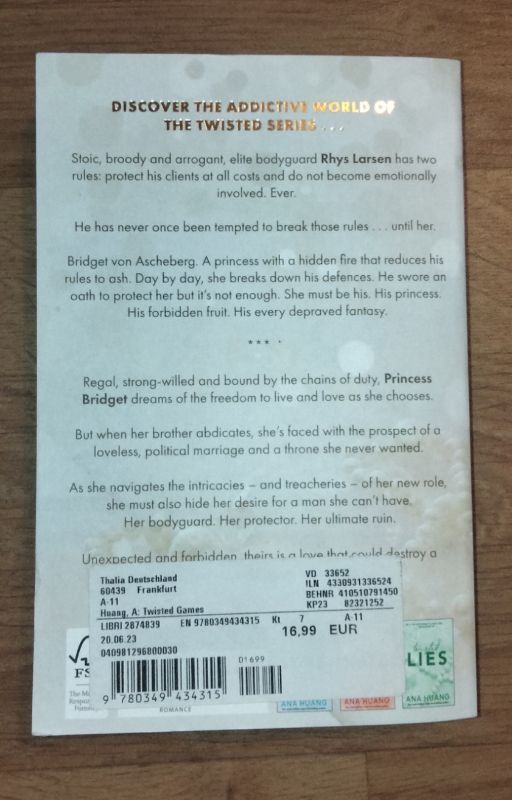 DISCOVER THE ADDICTIVE WORLD OF
THE TWISTED SERIES . . .
Stoic, broody and arrogant, elite bodyguard Rhys Larsen has two
rules: protect his clients at all costs and do not become emotionally
involved. Ever.
He has never once been tempted to break those rules . . . until her.
Bridget von Ascheberg. A princess with a hidden fire that reduces his
rules to ash. Day by day, she breaks down his defences. He swore an
oath to protect her but it's not enough. She must be his. His princess.
His forbidden fruit. His every depraved fantasy.
* * *
Regal, strong-willed and bound by the chains of duty, Princess
Bridget dreams of the freedom to live and love as she chooses.
But when her brother abdicates, she's faced with the prospect of a
loveless, political marriage and a throne she never wanted.
As she navigates the intricacies – and treacheries – of her new role,
she must also hide her desire for a man she can't have.
Her bodyguard. Her protector. Her ultimate ruin.
Unexpected and forbidden, theirs is a love that could destroy a
Thalia Deutschland
60439 Frankfurt
A-11
VD 33652
ILN 4330931336524
BEHNR 410510791450
KP23 82321252
Huang, A: Twisted Games
A-11
LIBRI 2874839 EN 9780349434315 Kt 7
20.06.23
16,99 EUR
040981296800030
D1699
9 780349 434315
ROMANCE
FS
The M
Respo
Fores
LIES
ANA HUANG
ANA HUANG
ANA HUANG